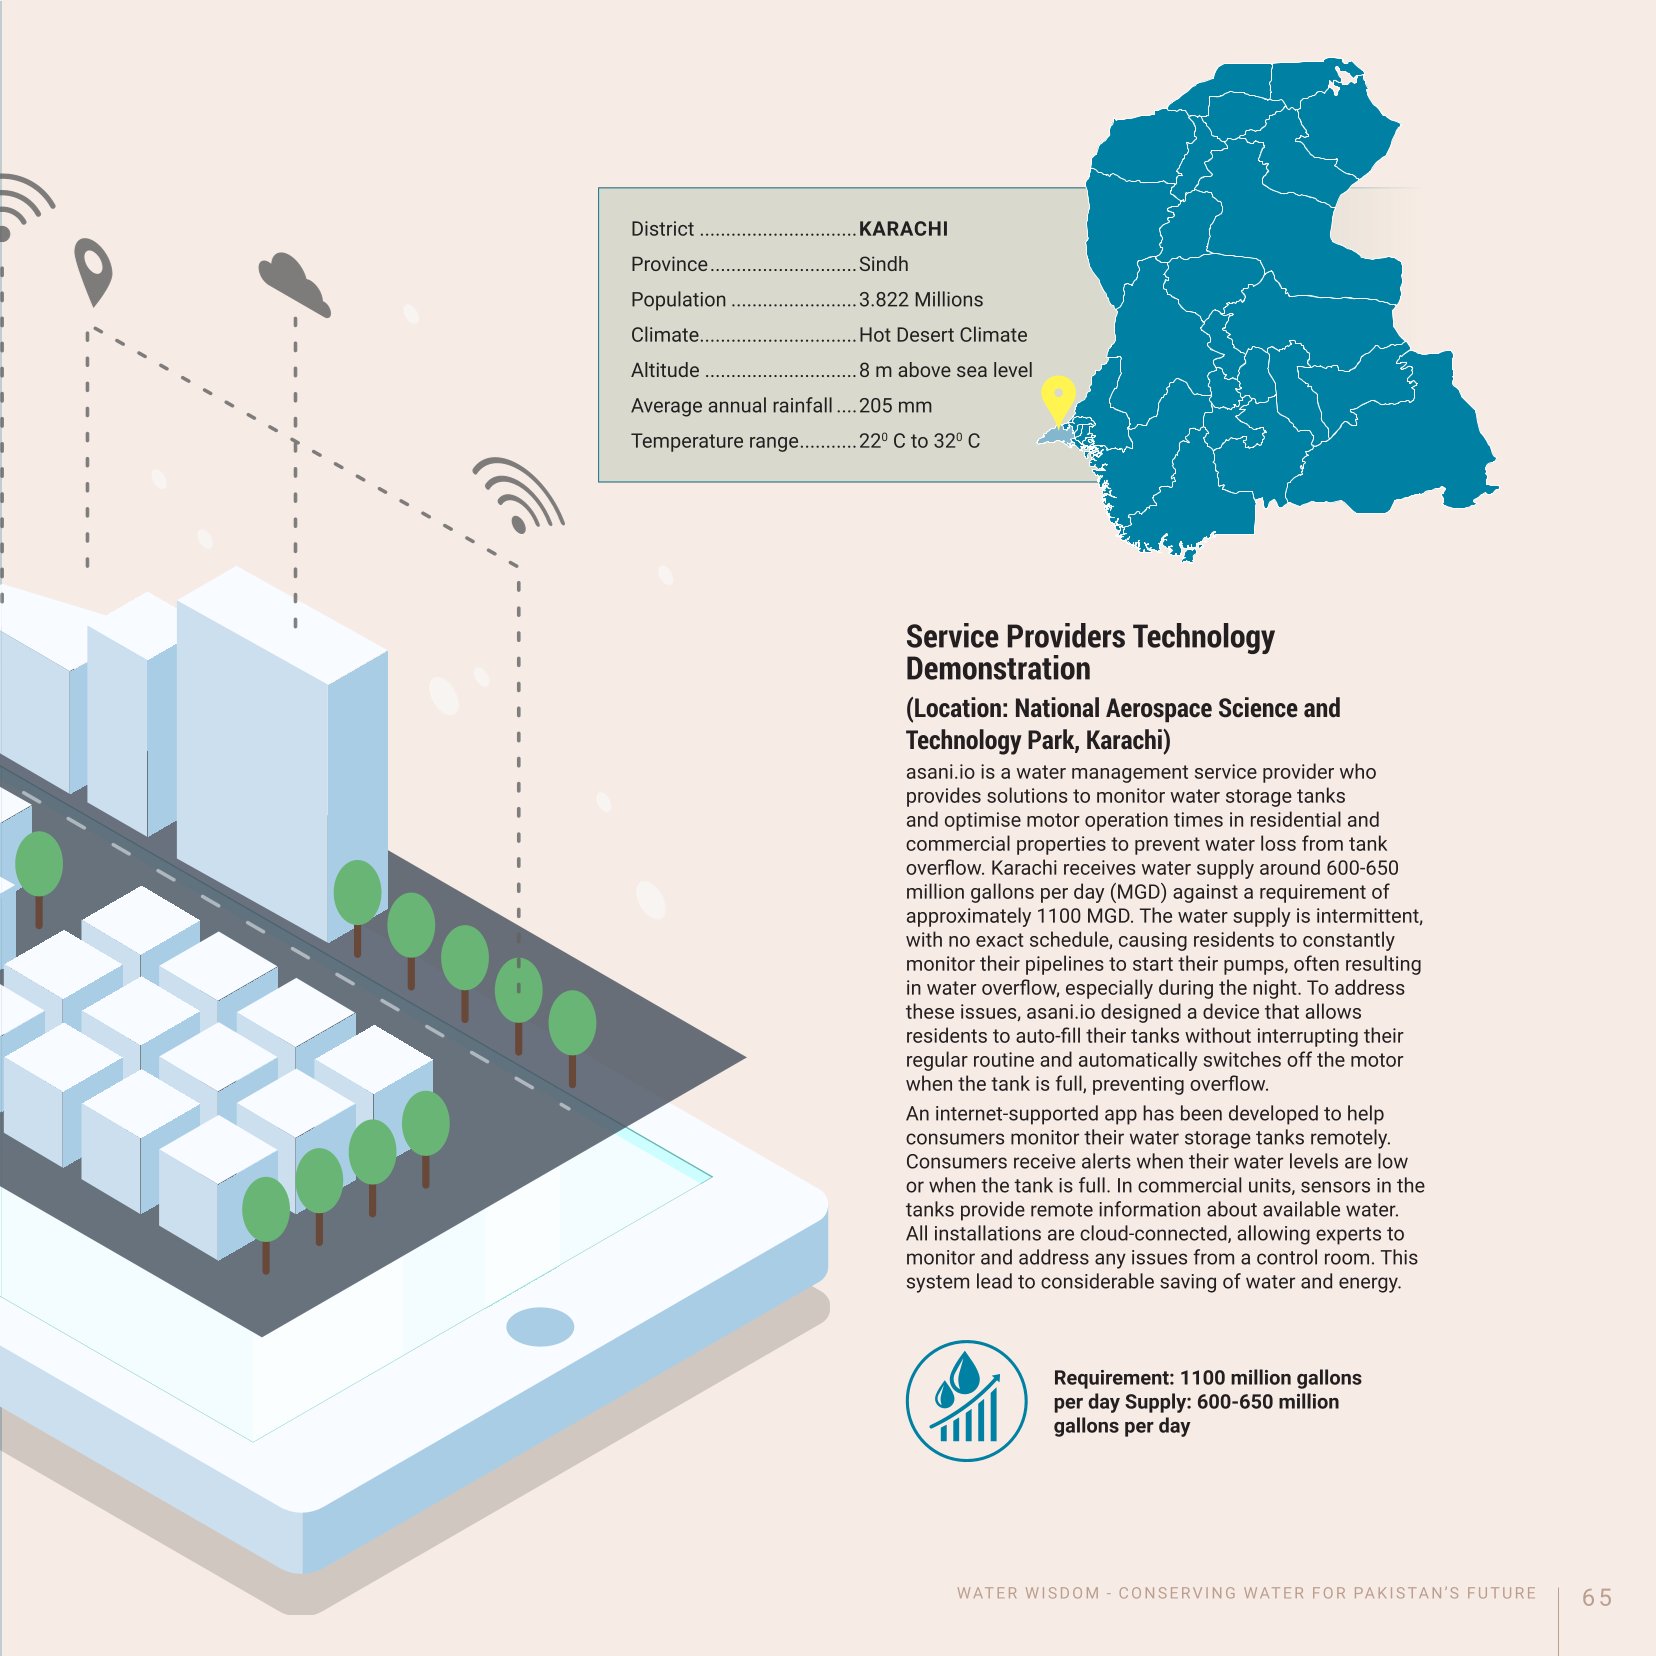 District ..............................KARACHI
Province............................Sindh
Population ........................3.822 Millions
Climate..............................Hot Desert Climate
Altitude .............................8 m above sea level
Average annual rainfall ....205 mm
Temperature range...........22⁰ C to 32⁰ C
Service Providers Technology
Demonstration
(Location: National Aerospace Science and
Technology Park, Karachi)
asani.io is a water management service provider who
provides solutions to monitor water storage tanks
and optimise motor operation times in residential and
commercial properties to prevent water loss from tank
overflow. Karachi receives water supply around 600-650
million gallons per day (MGD) against a requirement of
approximately 1100 MGD. The water supply is intermittent,
with no exact schedule, causing residents to constantly
monitor their pipelines to start their pumps, often resulting
in water overflow, especially during the night. To address
these issues, asani.io designed a device that allows
residents to auto-fill their tanks without interrupting their
regular routine and automatically switches off the motor
when the tank is full, preventing overflow.
An internet-supported app has been developed to help
consumers monitor their water storage tanks remotely.
Consumers receive alerts when their water levels are low
or when the tank is full. In commercial units, sensors in the
tanks provide remote information about available water.
All installations are cloud-connected, allowing experts to
monitor and address any issues from a control room. This
system lead to considerable saving of water and energy.
Requirement: 1100 million gallons
per day Supply: 600-650 million
gallons per day
WATER WISDOM - CONSERVING WATER FOR PAKISTAN'S FUTURE 65